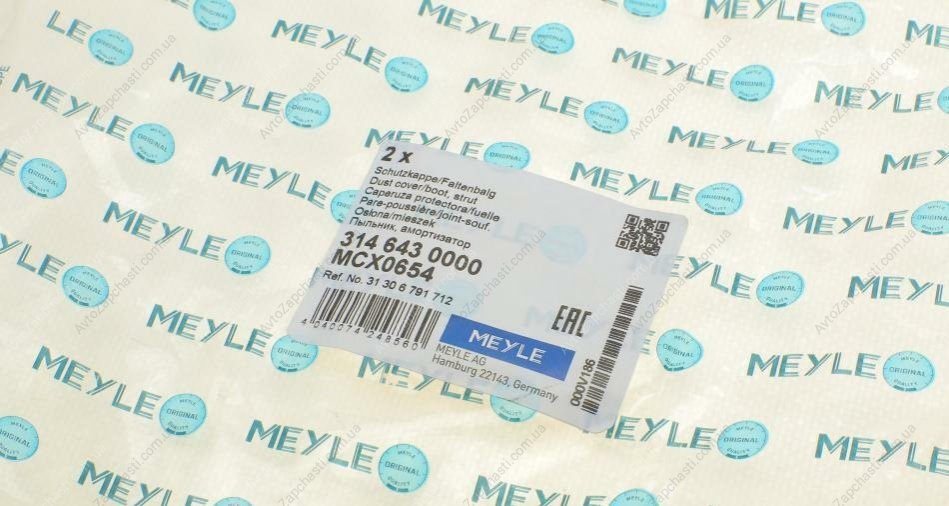 2 x
Schutzkappe/Faltenbalg
Dust cover/boot, strut
Caperuza protectora/fuelle
Pare-poussière/joint-souf.
Osłona/mieszek
Пыльник, амортизатор
314 643 0000
MCX0654
Ref. No. 31 30 6 791 712
4 040074 248560
EAC
MEYLE
MEYLE AG
Hamburg 22143, Germany
000V186
MEYLE
MEYLE ORIGINAL QUALITY
AvtoZapchasti.com.ua